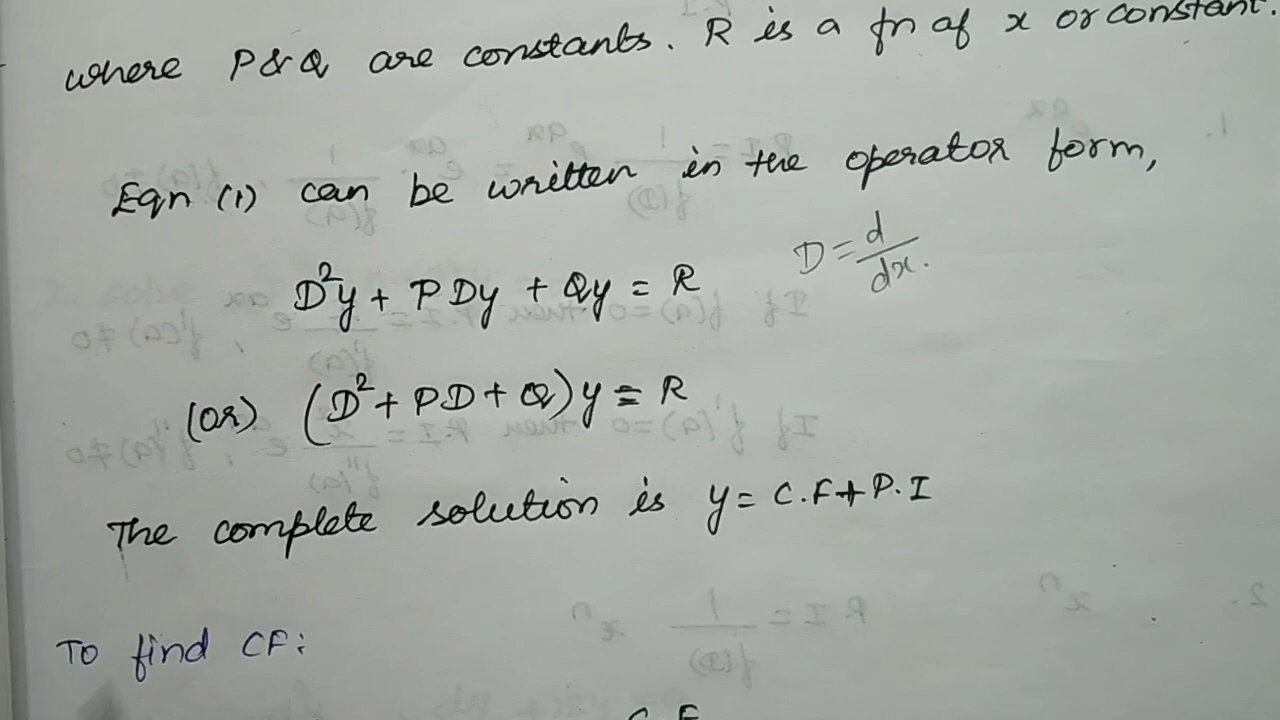 where P & Q are constants. R is a fn of x or constant.
Eqn (1) can be written in the operator form,
D²y + PDy + Qy = R
D = d/dx.
(or) (D² + PD + Q)y = R
The complete solution is y = C.F + P.I
To find CF: